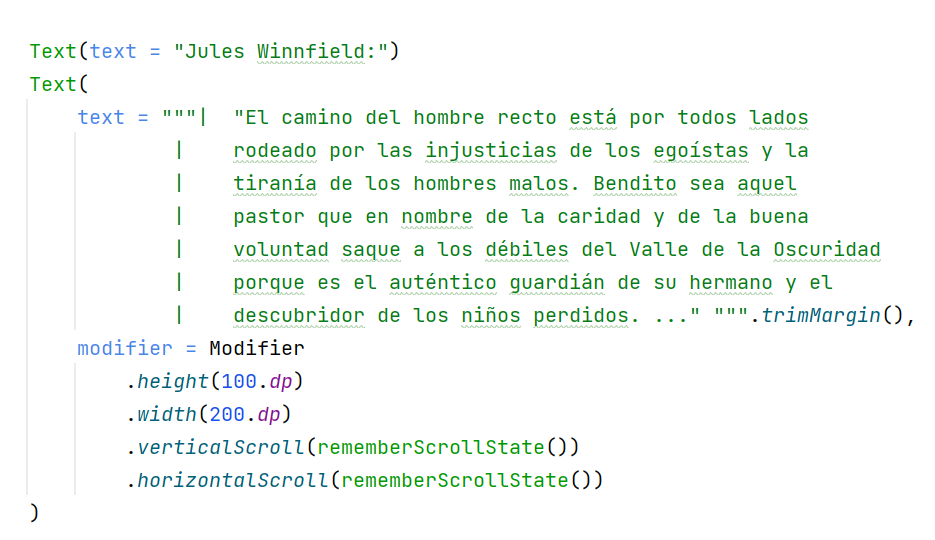 Text(text = "Jules Winnfield:")
Text(
    text = """|  "El camino del hombre recto está por todos lados
            |    rodeado por las injusticias de los egoístas y la
            |    tiranía de los hombres malos. Bendito sea aquel
            |    pastor que en nombre de la caridad y de la buena
            |    voluntad saque a los débiles del Valle de la Oscuridad
            |    porque es el auténtico guardián de su hermano y el
            |    descubridor de los niños perdidos. ..." """.trimMargin(),
    modifier = Modifier
        .height(100.dp)
        .width(200.dp)
        .verticalScroll(rememberScrollState())
        .horizontalScroll(rememberScrollState())
)